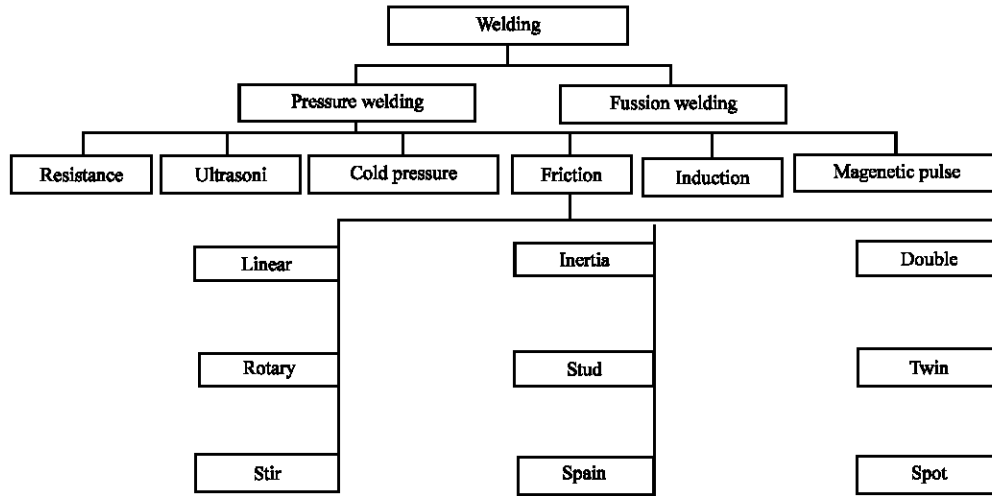 Welding
Pressure welding
Fussion welding
Resistance
Ultrasoni
Cold pressure
Friction
Induction
Magenetic pulse
Linear
Inertia
Double
Rotary
Stud
Twin
Stir
Spain
Spot